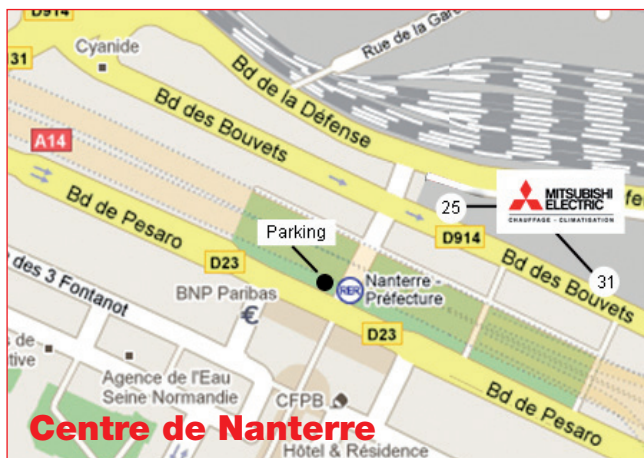 D914
Cyanide
31
Rue de la Gare
Bd de la Défense
Bd des Bouvets
A14
Bd de Pesaro
MITSUBISHI
ELECTRIC
CHAUFFAGE - CLIMATISATION
25
Parking
D914
D23
Nanterre -
Préfecture
RER
31
Bd des Bouvets
des 3 Fontanot
BNP Paribas
D23
Agence de l'Eau
Seine Normandie
CFPB
Bd de Pesaro
Centre de Nanterre
Hôtel & Résidence